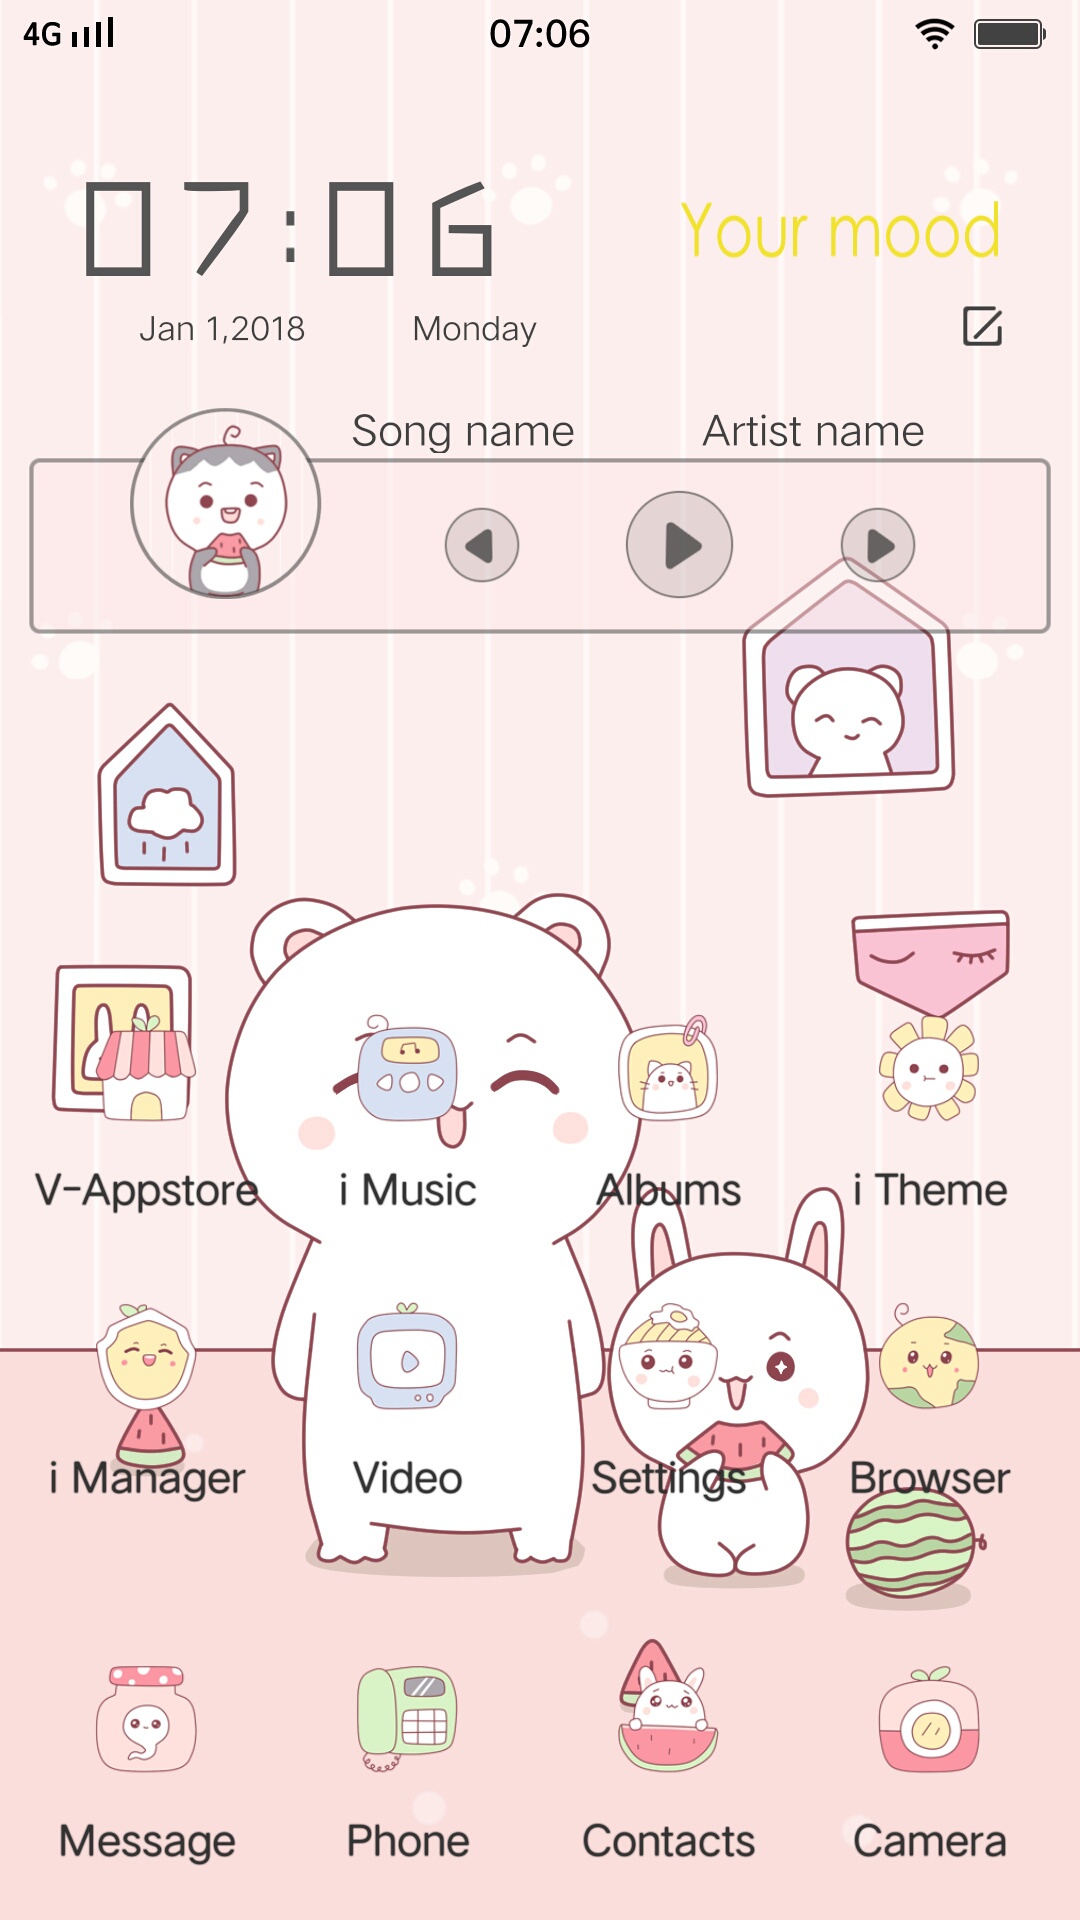 4G 07:06
07:06
Your mood
Jan 1,2018 Monday
Song name Artist name
V-Appstore i Music Albums i Theme
i Manager Video Settings Browser
Message Phone Contacts Camera